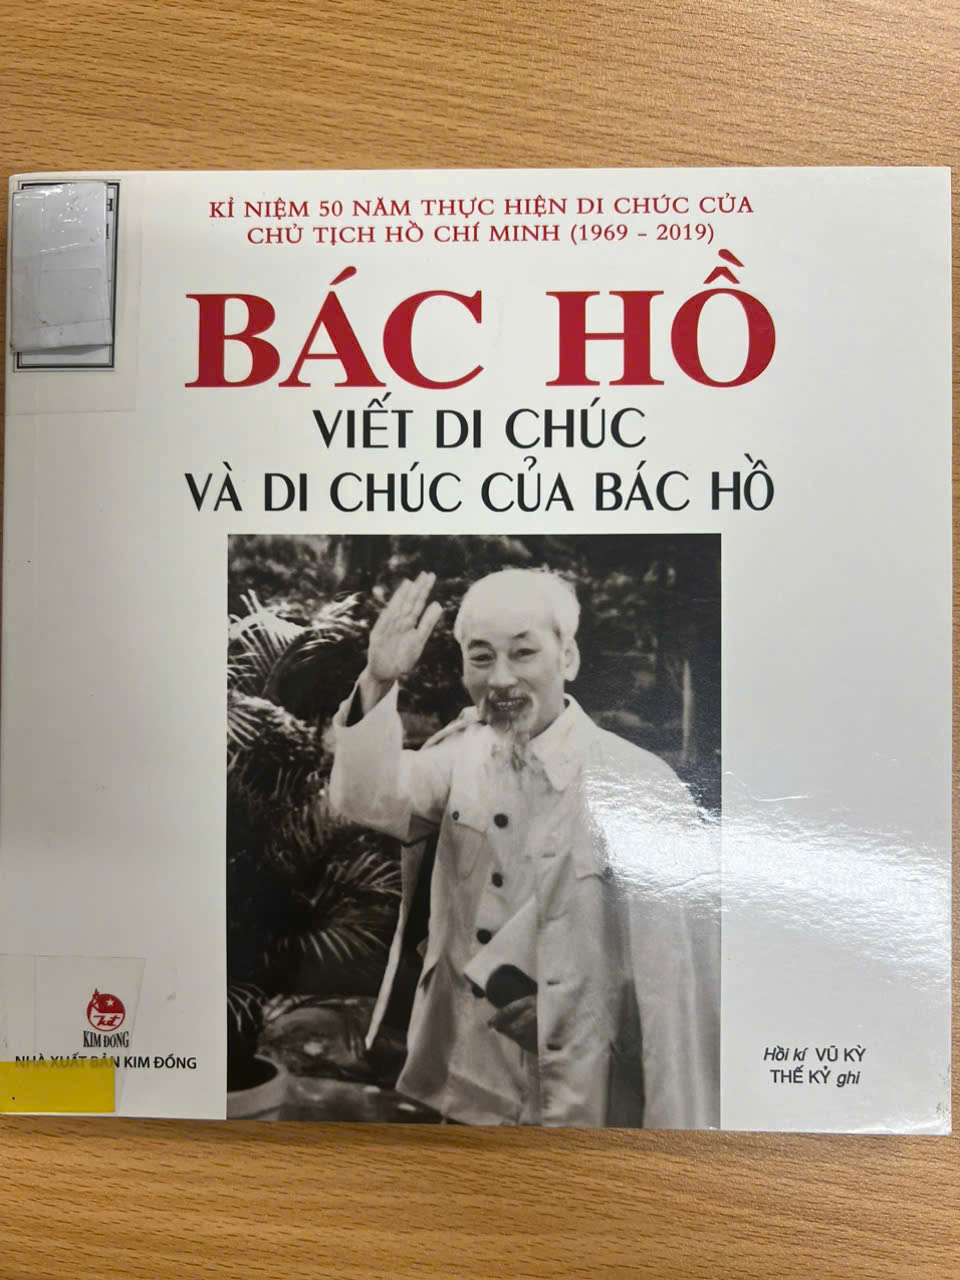 KỈ NIỆM 50 NĂM THỰC HIỆN DI CHÚC CỦA
CHỦ TỊCH HỒ CHÍ MINH (1969 - 2019)
BÁC HỒ
VIẾT DI CHÚC
VÀ DI CHÚC CỦA BÁC HỒ
KIM ĐỒNG
NHÀ XUẤT BẢN KIM ĐỒNG
Hồi kí VŨ KỲ
THẾ KỶ ghi